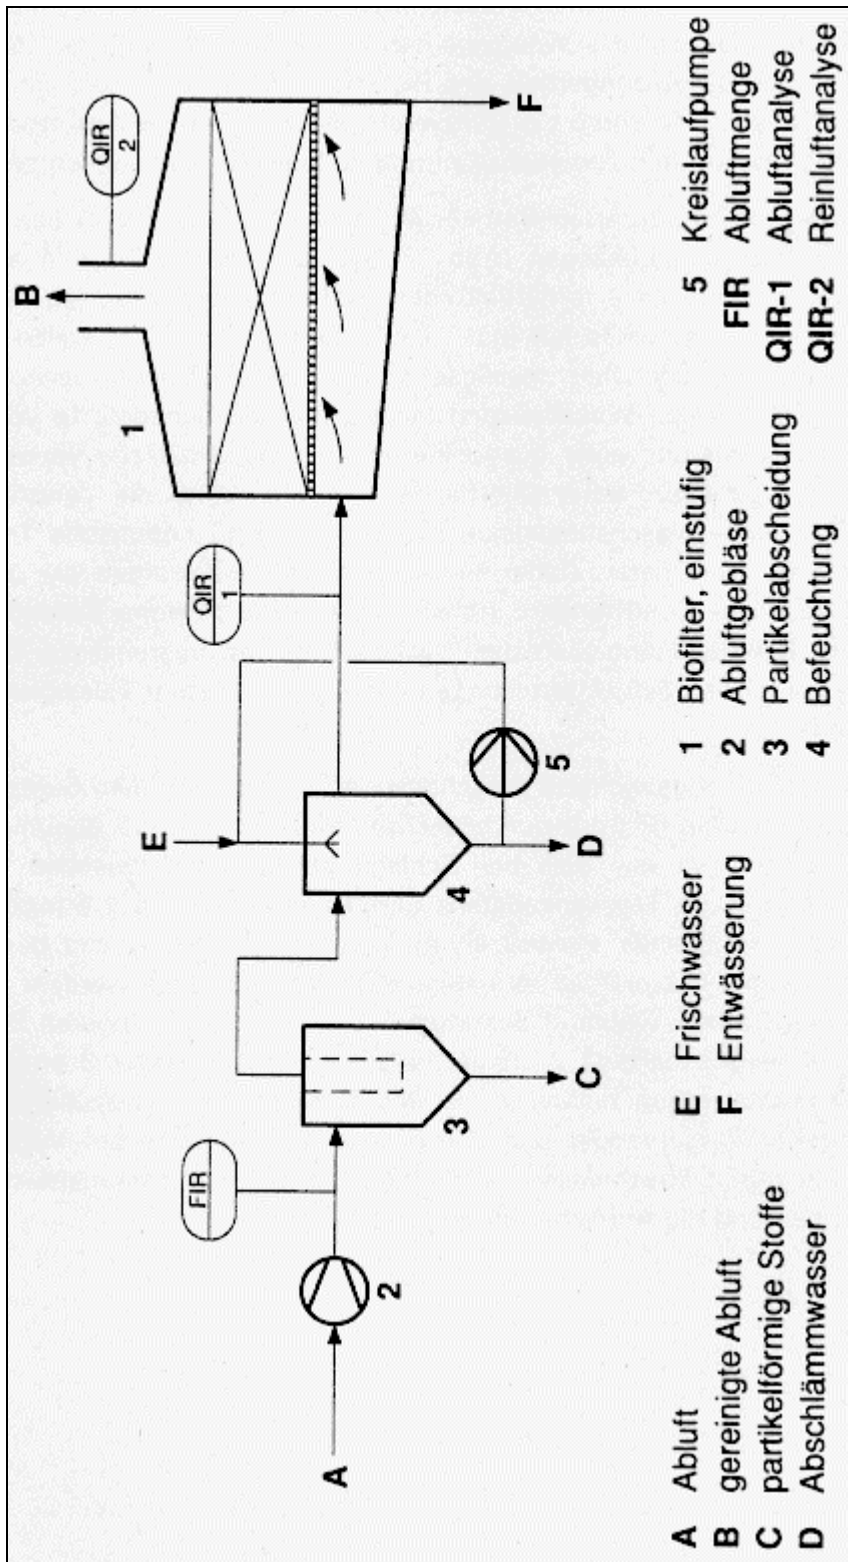 B
QIR
2
1
QIR
1
F
E
FIR
A
2
3
C
4
D
5
A Abluft
B gereinigte Abluft
C partikelförmige Stoffe
D Abschlämmwasser
E Frischwasser
F Entwässerung
1 Biofilter, einstufig
2 Abluftgebläse
3 Partikelabscheidung
4 Befeuchtung
5 Kreislaufpumpe
FIR Abluftmenge
QIR-1 Abluftanalyse
QIR-2 Reinluftanalyse